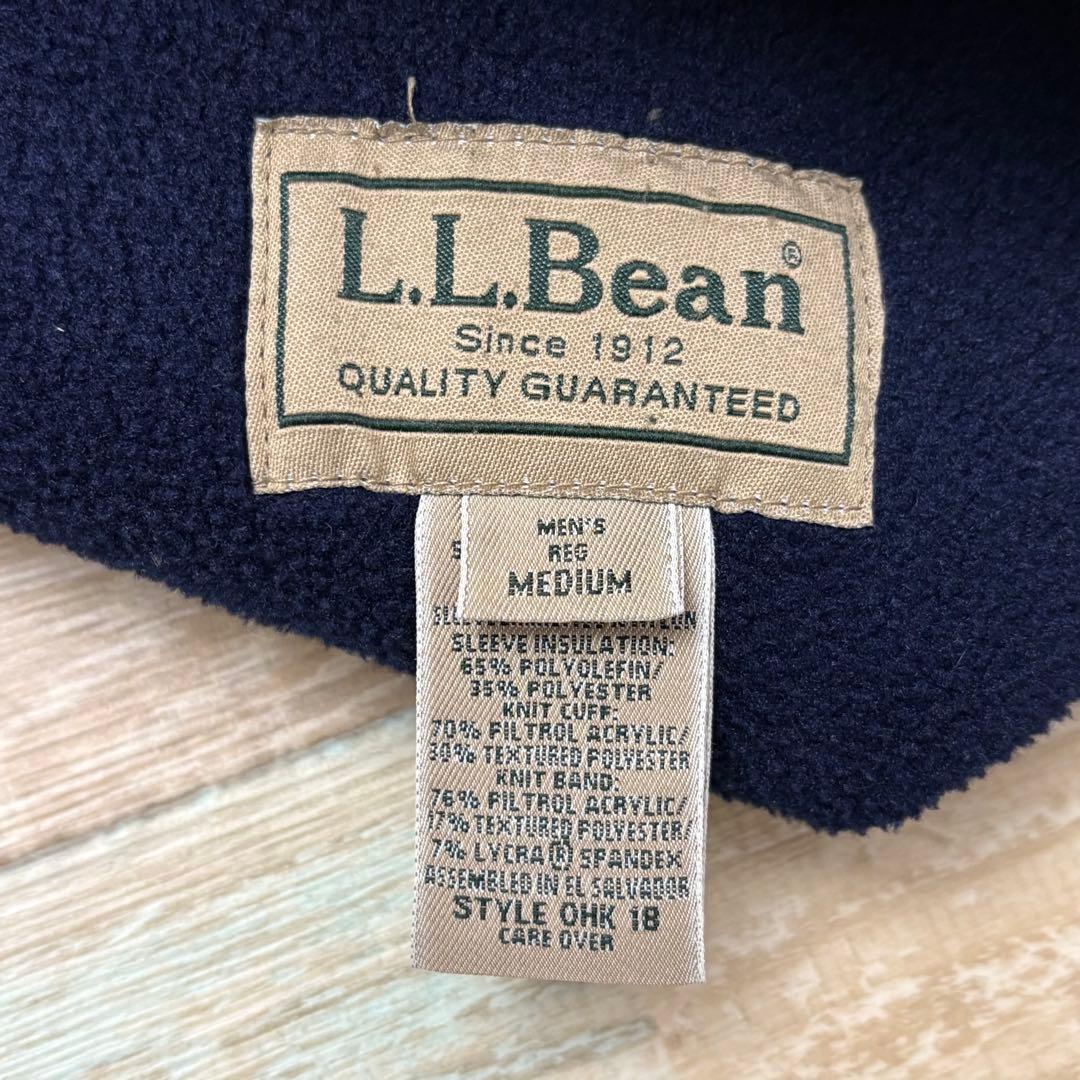 L.L.Bean®
Since 1912
QUALITY GUARANTEED
MEN'S
REG
MEDIUM
SLEEVE INSULATION:
65% POLYOLEFIN/
35% POLYESTER
KNIT CUFF:
70% PILTROL ACRYLIC/
30% TEXTURED POLYESTER
KNIT BAND:
76% PILTROL ACRYLIC/
17% TEXTURED POLYESTER/
7% LYCRA® SPANDEX
ASSEMBLED IN EL SALVADOR
STYLE OHK 18
CARE OVER